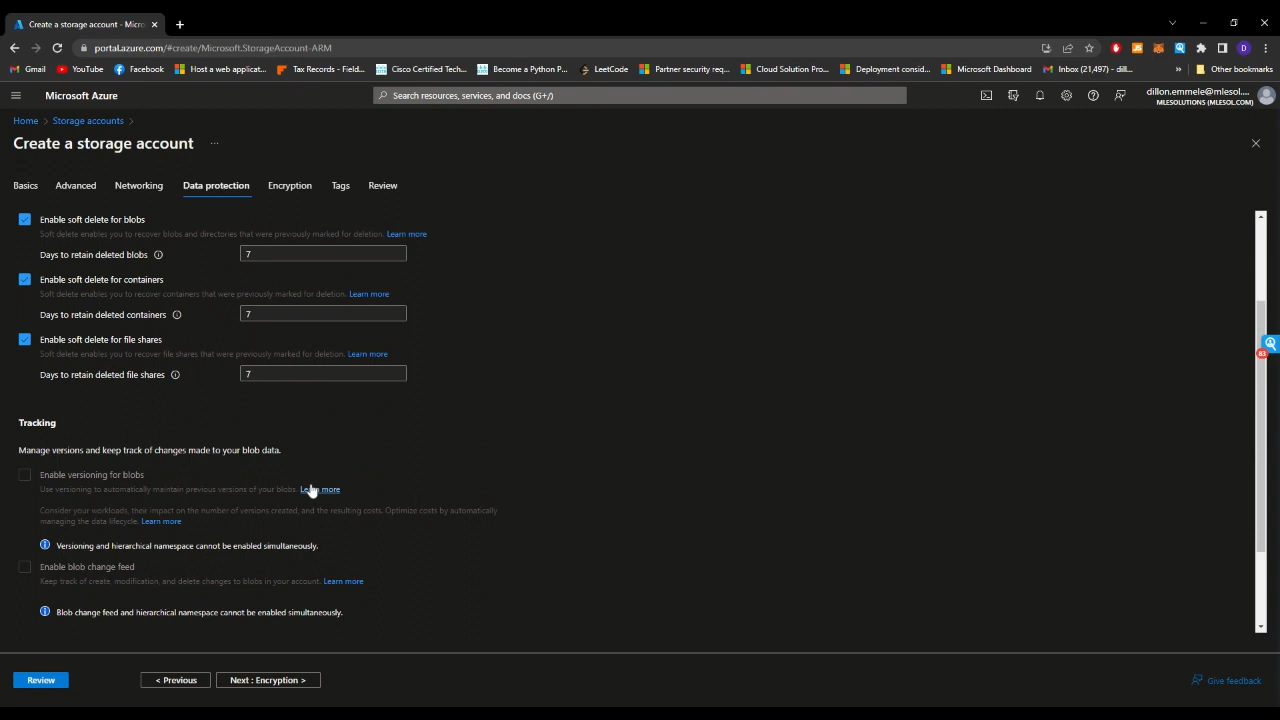 Create a storage account - Micro
portal.azure.com/#create/Microsoft.StorageAccount-ARM
D
Gmail YouTube Facebook Host a web applicat... Tax Records - Field... Cisco Certified Tech... Become a Python P... LeetCode Partner security req... Cloud Solution Pro... Deployment consid... Microsoft Dashboard Inbox (21,497) - dill... » Other bookmarks
Microsoft Azure
Search resources, services, and docs (G+/)
dillon.emmele@mlesol....
MLESOLUTIONS (MLESOL.COM)
Home > Storage accounts >
Create a storage account ...
Basics Advanced Networking Data protection Encryption Tags Review
Enable soft delete for blobs
Soft delete enables you to recover blobs and directories that were previously marked for deletion. Learn more
Days to retain deleted blobs 7
Enable soft delete for containers
Soft delete enables you to recover containers that were previously marked for deletion. Learn more
Days to retain deleted containers 7
Enable soft delete for file shares
Soft delete enables you to recover file shares that were previously marked for deletion. Learn more
83
Days to retain deleted file shares 7
Tracking
Manage versions and keep track of changes made to your blob data.
Enable versioning for blobs
Use versioning to automatically maintain previous versions of your blobs. Learn more
Consider your workloads, their impact on the number of versions created, and the resulting costs. Optimize costs by automatically
managing the data lifecycle. Learn more
Versioning and hierarchical namespace cannot be enabled simultaneously.
Enable blob change feed
Keep track of create, modification, and delete changes to blobs in your account. Learn more
Blob change feed and hierarchical namespace cannot be enabled simultaneously.
Review < Previous Next : Encryption > Give feedback